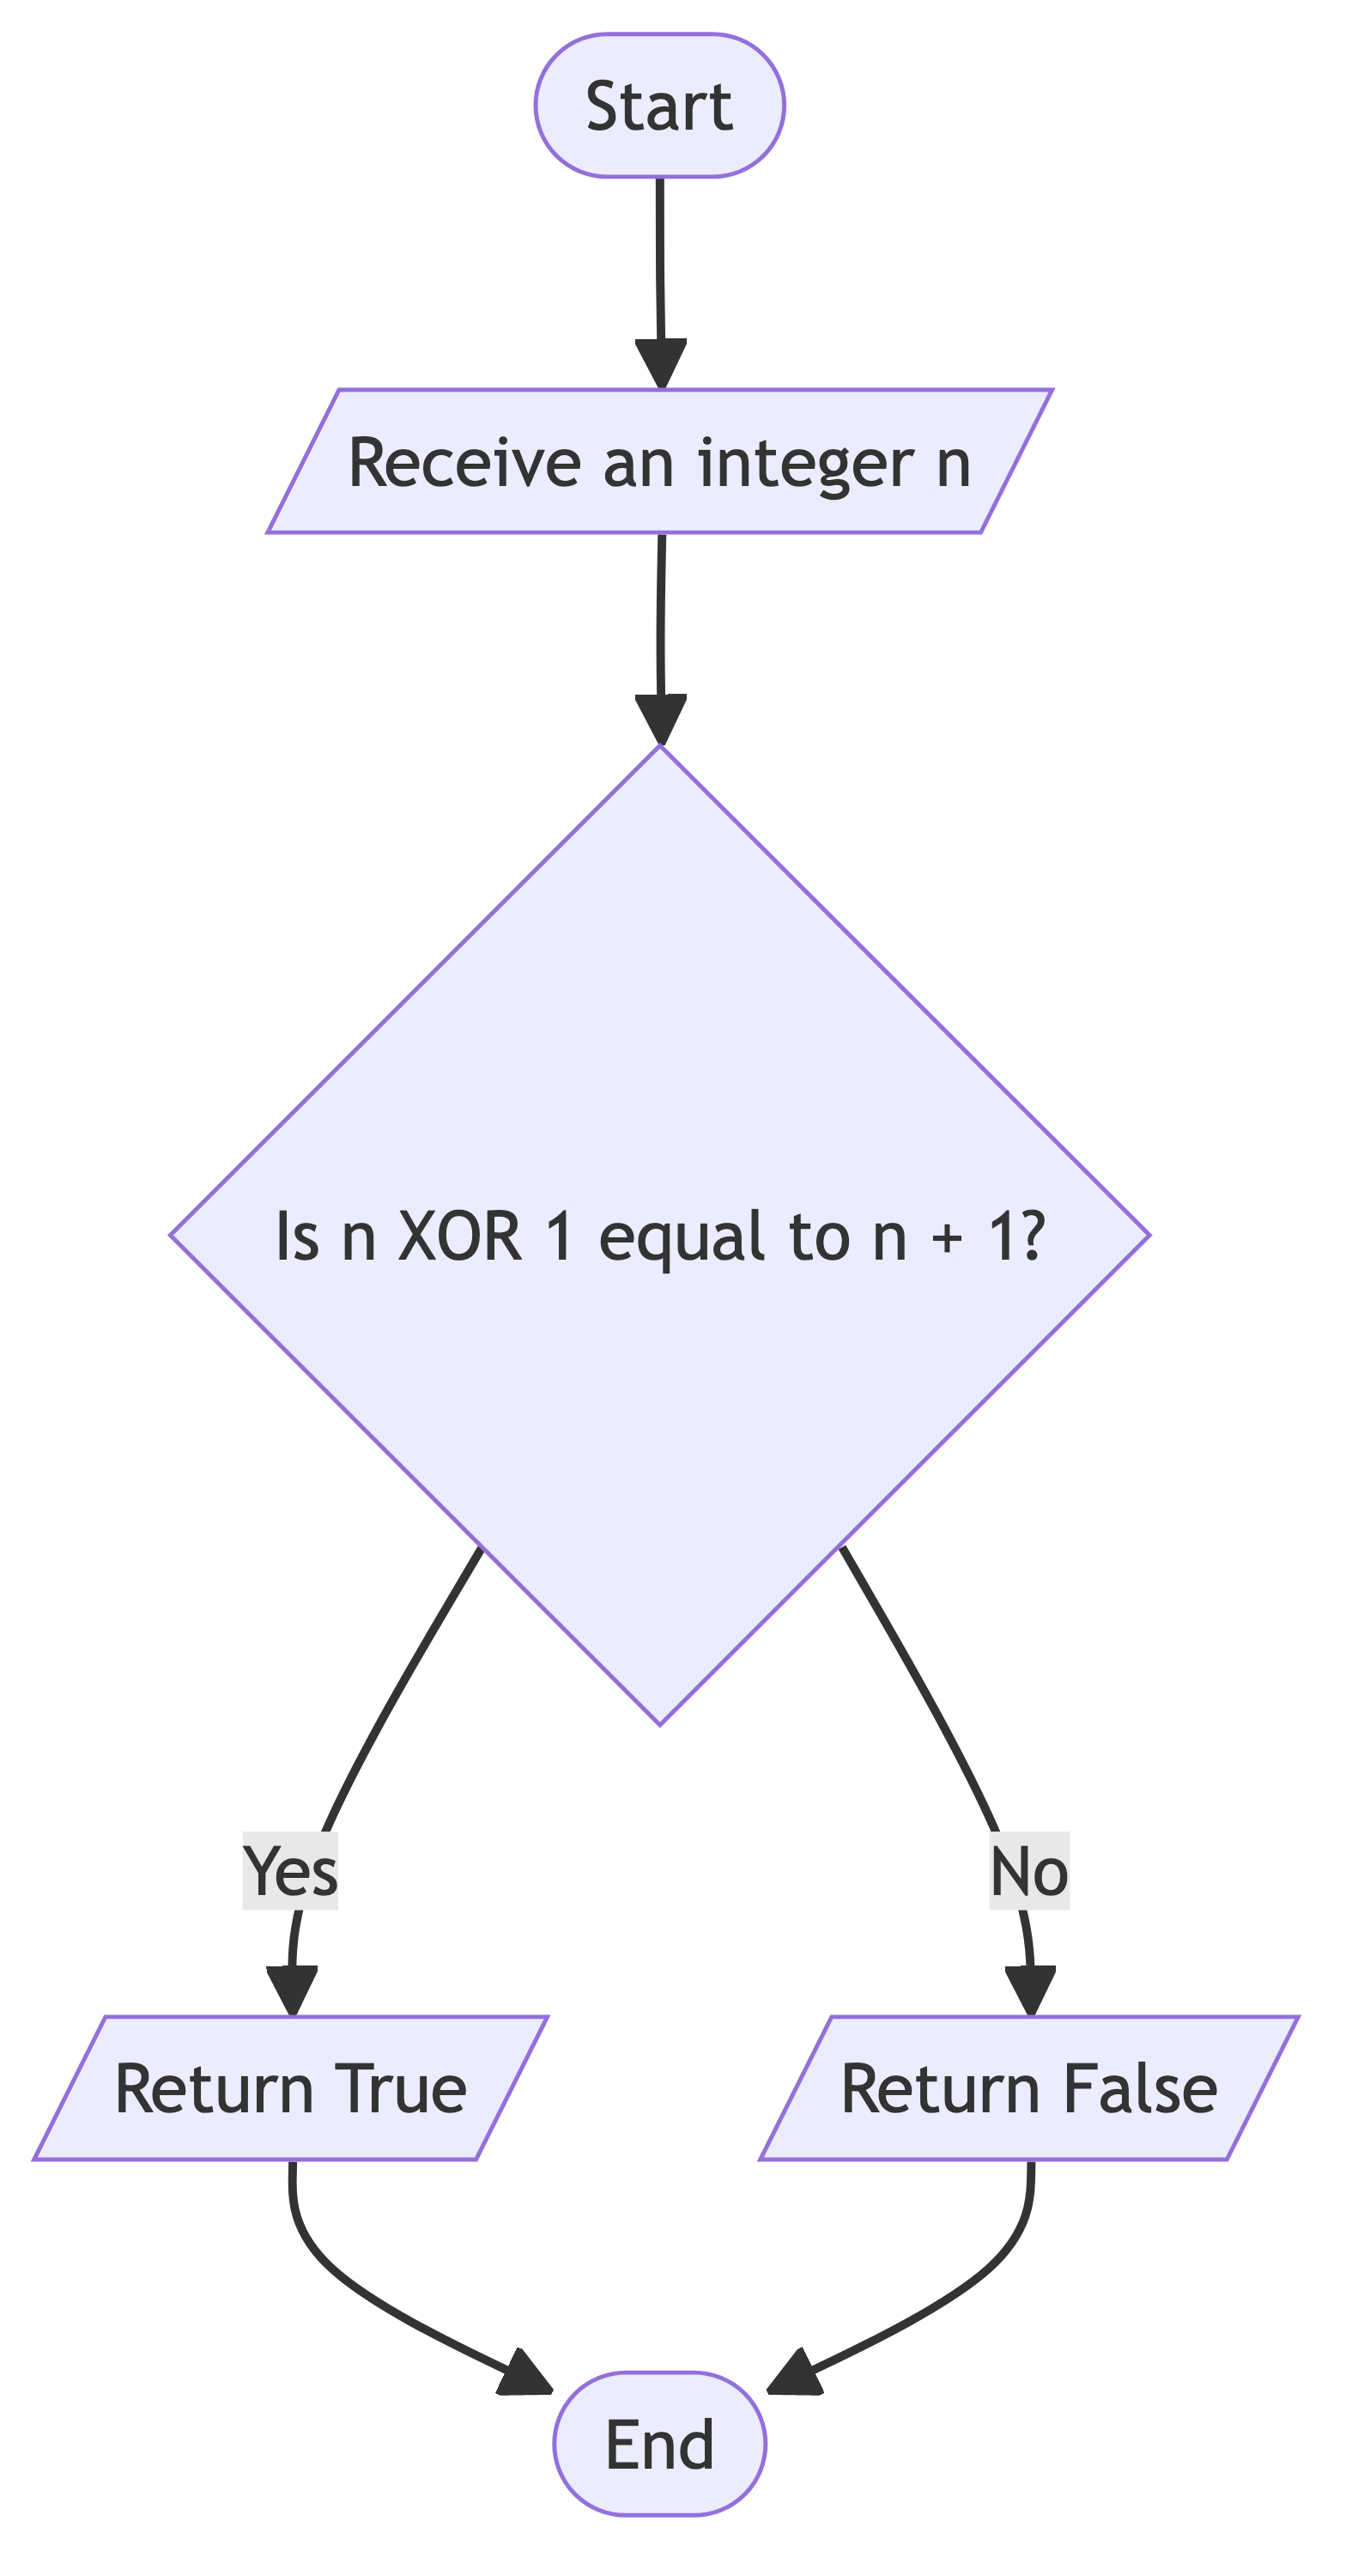 Start
Receive an integer n
Is n XOR 1 equal to n + 1?
Yes
No
Return True
Return False
End